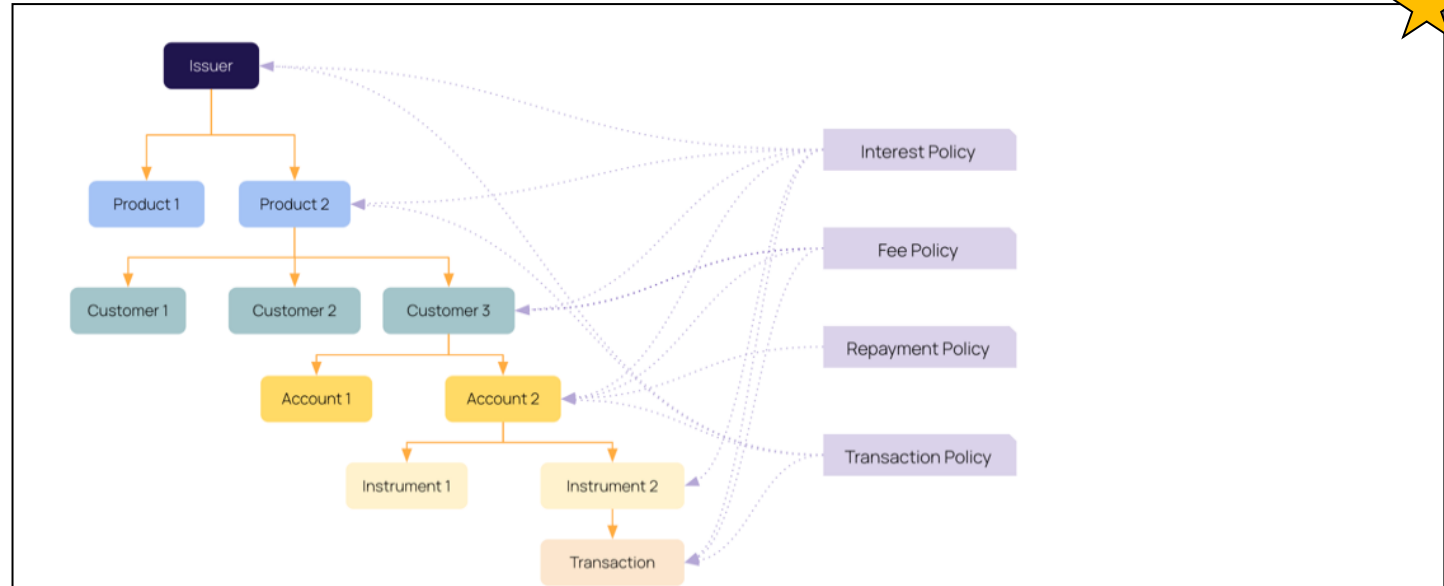 Issuer
Interest Policy
Product 1
Product 2
Fee Policy
Customer 1
Customer 2
Customer 3
Repayment Policy
Account 1
Account 2
Transaction Policy
Instrument 1
Instrument 2
Transaction